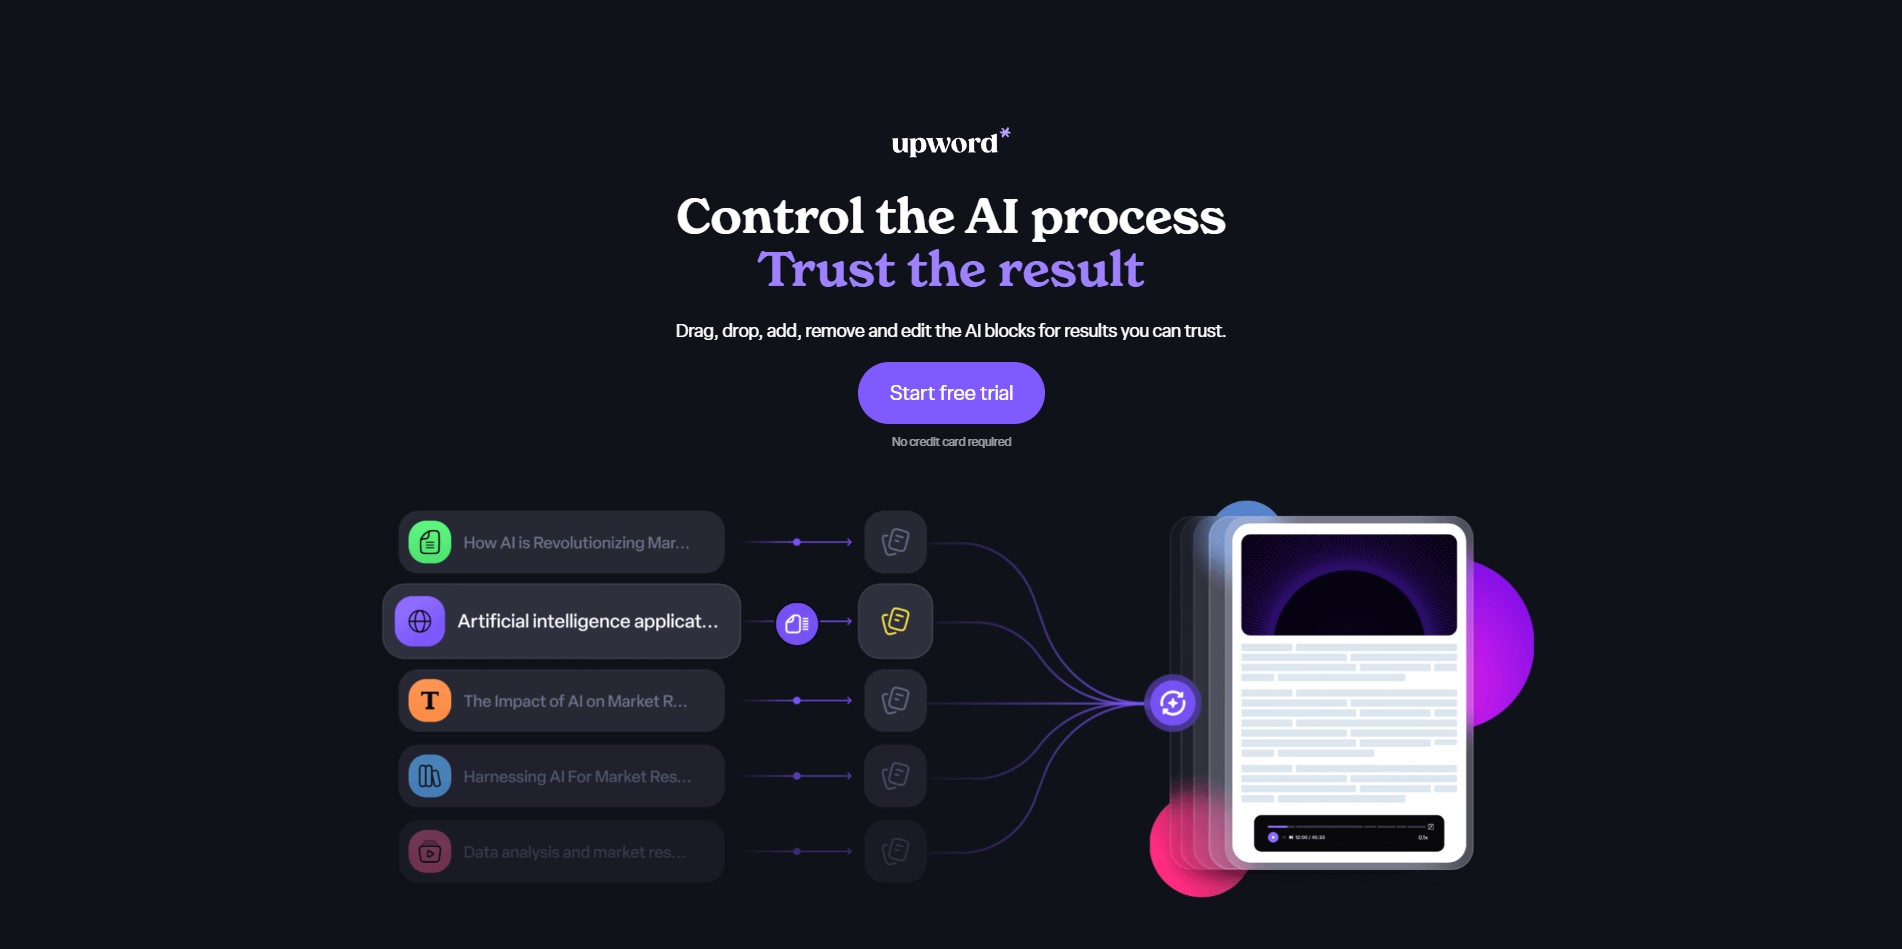 upword*
Control the AI process
Trust the result
Drag, drop, add, remove and edit the AI blocks for results you can trust.
Start free trial
No credit card required
How AI is Revolutionizing Mar...
Artificial intelligence applicat...
T
The Impact of AI on Market R...
Harnessing AI For Market Res...
Data analysis and market res...